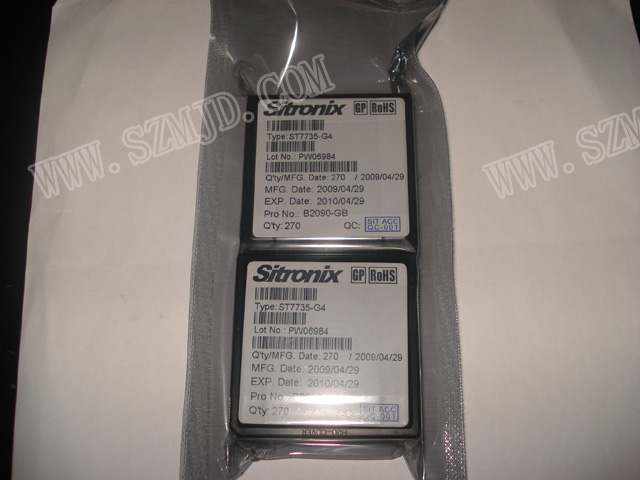 WWW.SZMJD.COM
WWW.SZM
Sitronix GP RoHS
Type: ST7735-G4
Lot No.: PW06984
Q'ty/MFG. Date: 270 / 2009/04/29
MFG. Date: 2009/04/29
EXP. Date: 2010/04/29
Pro No.: B2090-GB
Q'ty: 270 QC: SIT ACC
QC-001
Sitronix GP RoHS
Type: ST7735-G4
Lot No.: PW06984
Q'ty/MFG. Date: 270 / 2009/04/29
MFG. Date: 2009/04/29
EXP. Date: 2010/04/29
Pro No.:
Q'ty: 270 SIT ACC
QC-001